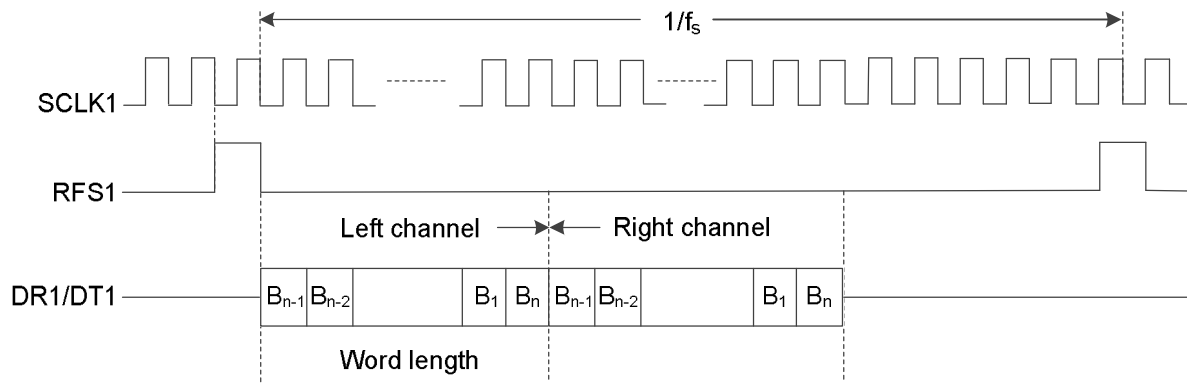 1/fs
SCLK1
RFS1
Left channel Right channel
DR1/DT1 Bn-1 Bn-2 B1 Bn Bn-1 Bn-2 B1 Bn
Word length